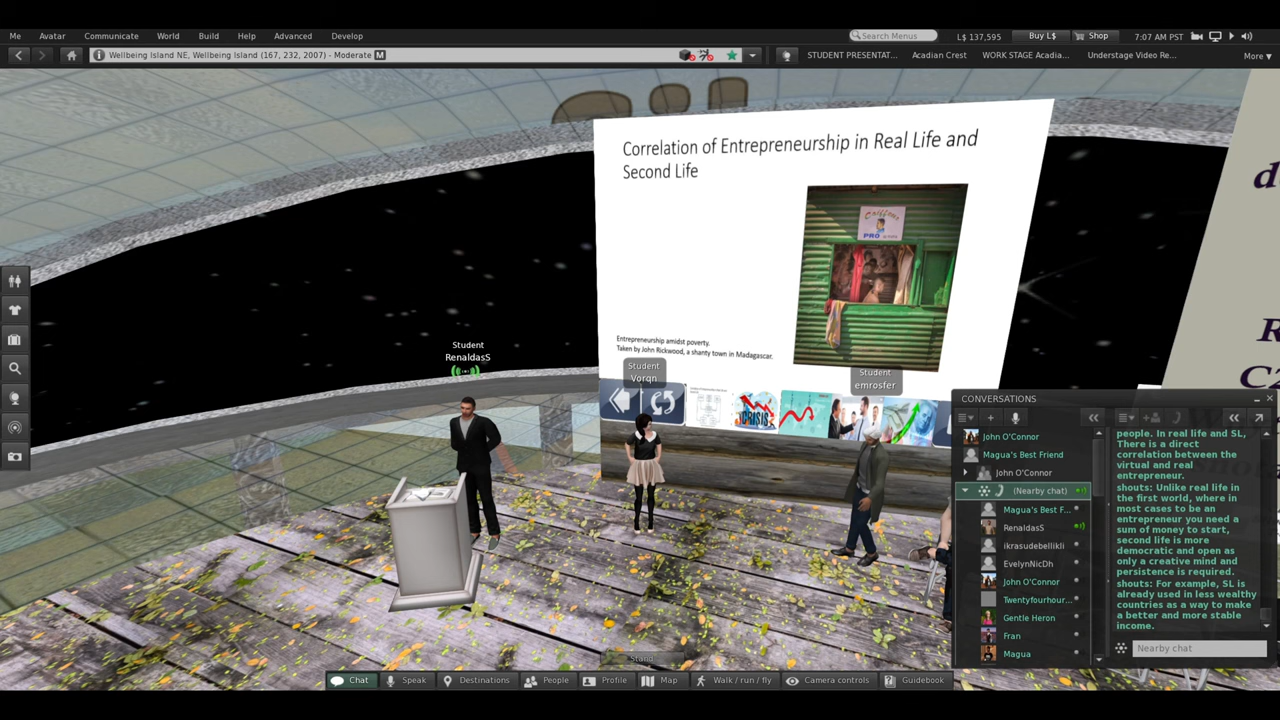 Me Avatar Communicate World Build Help Advanced Develop
Search Menus
L$ 137,595
Buy L$
Shop
7:07 AM PST
Wellbeing Island NE, Wellbeing Island (167, 232, 2007) - Moderate M
STUDENT PRESENTAT...
Acadian Crest
WORK STAGE Acadia...
Understage Video Re...
More ▼
Correlation of Entrepreneurship in Real Life and
Second Life
Coiffeur
PRO
Entrepreneurship amidst poverty.
Taken by John Rickwood, a shanty town in Madagascar.
CRISIS
Student
RenaldasS
Student
Vorqn
Student
emrosfer
d
R
C2
CONVERSATIONS
John O'Connor
Magua's Best Friend
John O'Connor
(Nearby chat)
Magua's Best F...
RenaldasS
ikrasudebellikli
EvelynNicDh
John O'Connor
Twentyfourhour...
Gentle Heron
Fran
Magua
people. In real life and SL,
There is a direct
correlation between the
virtual and real
entrepreneur.
shouts: Unlike real life in
the first world, where in
most cases to be an
entrepreneur you need a
sum of money to start,
second life is more
democratic and open as
only a creative mind and
persistence is required.
shouts: For example, SL is
already used in less wealthy
countries as a way to make
a better and more stable
income.
Nearby chat
Stand
Chat
Speak
Destinations
People
Profile
Map
Walk / run / fly
Camera controls
Guidebook